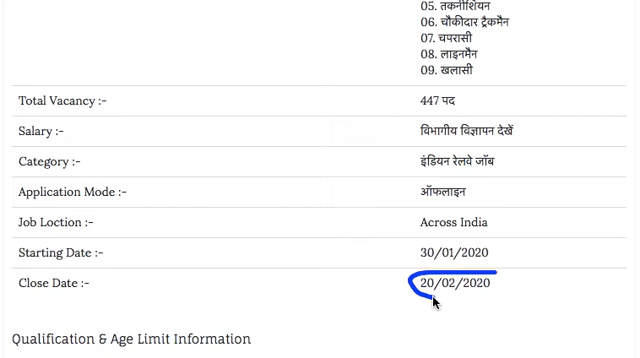 05. तकनीशियन
06. चौकीदार ट्रैकमैन
07. चपरासी
08. लाइनमैन
09. खलासी
Total Vacancy :- 447 पद
Salary :- विभागीय विज्ञापन देखें
Category :- इंडियन रेलवे जॉब
Application Mode :- ऑफलाइन
Job Loction :- Across India
Starting Date :- 30/01/2020
Close Date :- 20/02/2020
Qualification & Age Limit Information